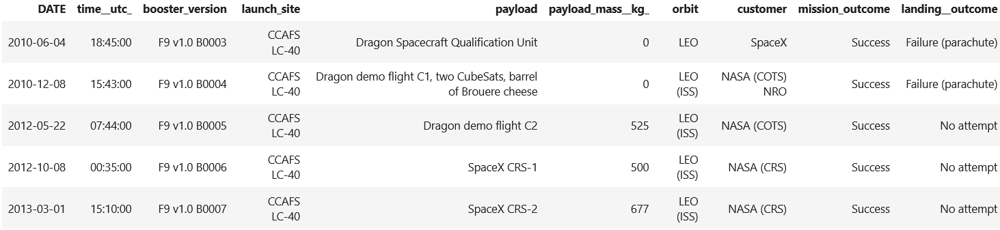 DATE time__utc_ booster_version launch_site payload payload_mass__kg_ orbit customer mission_outcome landing__outcome
2010-06-04 18:45:00 F9 v1.0 B0003 CCAFS LC-40 Dragon Spacecraft Qualification Unit 0 LEO SpaceX Success Failure (parachute)
2010-12-08 15:43:00 F9 v1.0 B0004 CCAFS LC-40 Dragon demo flight C1, two CubeSats, barrel of Brouere cheese 0 LEO (ISS) NASA (COTS) NRO Success Failure (parachute)
2012-05-22 07:44:00 F9 v1.0 B0005 CCAFS LC-40 Dragon demo flight C2 525 LEO (ISS) NASA (COTS) Success No attempt
2012-10-08 00:35:00 F9 v1.0 B0006 CCAFS LC-40 SpaceX CRS-1 500 LEO (ISS) NASA (CRS) Success No attempt
2013-03-01 15:10:00 F9 v1.0 B0007 CCAFS LC-40 SpaceX CRS-2 677 LEO (ISS) NASA (CRS) Success No attempt